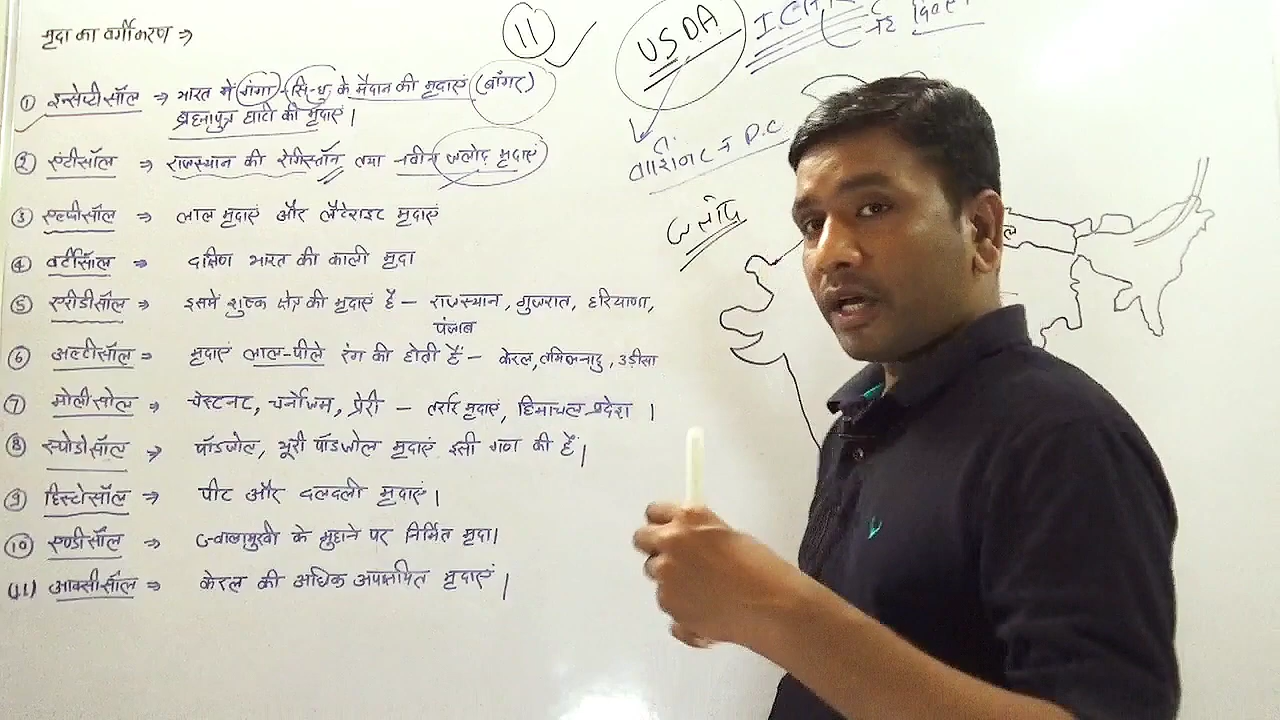 मृदा का वर्गीकरण ⇒
11
USDA
ICAR
नई दिल्ली
① इन्सेप्टीसॉल ⇒ भारत में गंगा - सिन्धु के मैदान की मृदाएं (बाँगर)
ब्रह्मपुत्र घाटी की मृदाएं।
वाशिंगटन D.C.
② एंटीसॉल ⇒ राजस्थान की रेगिस्तान तथा नवीन जलोढ़ मृदाएं
जलोढ़
③ एल्फीसॉल ⇒ लाल मृदाएं और लैटेराइट मृदाएं
④ वर्टीसॉल ⇒ दक्षिण भारत की काली मृदा
⑤ एरीडीसॉल ⇒ इसमें शुष्क क्षेत्र की मृदाएं हैं – राजस्थान, गुजरात, हरियाणा,
पंजाब
⑥ अल्टीसॉल ⇒ मृदाएं लाल-पीले रंग की होती हैं – केरल, तमिलनाडु, उड़ीसा
⑦ मोलीसोल ⇒ चेस्टनट, चर्नोजम, प्रेरी – तराई मृदाएं, हिमाचल प्रदेश।
⑧ स्पोडीसॉल ⇒ पॉडजोल, भूरी पॉडजोल मृदाएं इसी गण की हैं।
⑨ हिस्टोसॉल ⇒ पीट और दलदली मृदाएं।
⑩ एण्डीसॉल ⇒ ज्वालामुखी के मुहाने पर निर्मित मृदा।
(11) आक्सीसॉल ⇒ केरल की अधिक अपक्षयित मृदाएं।